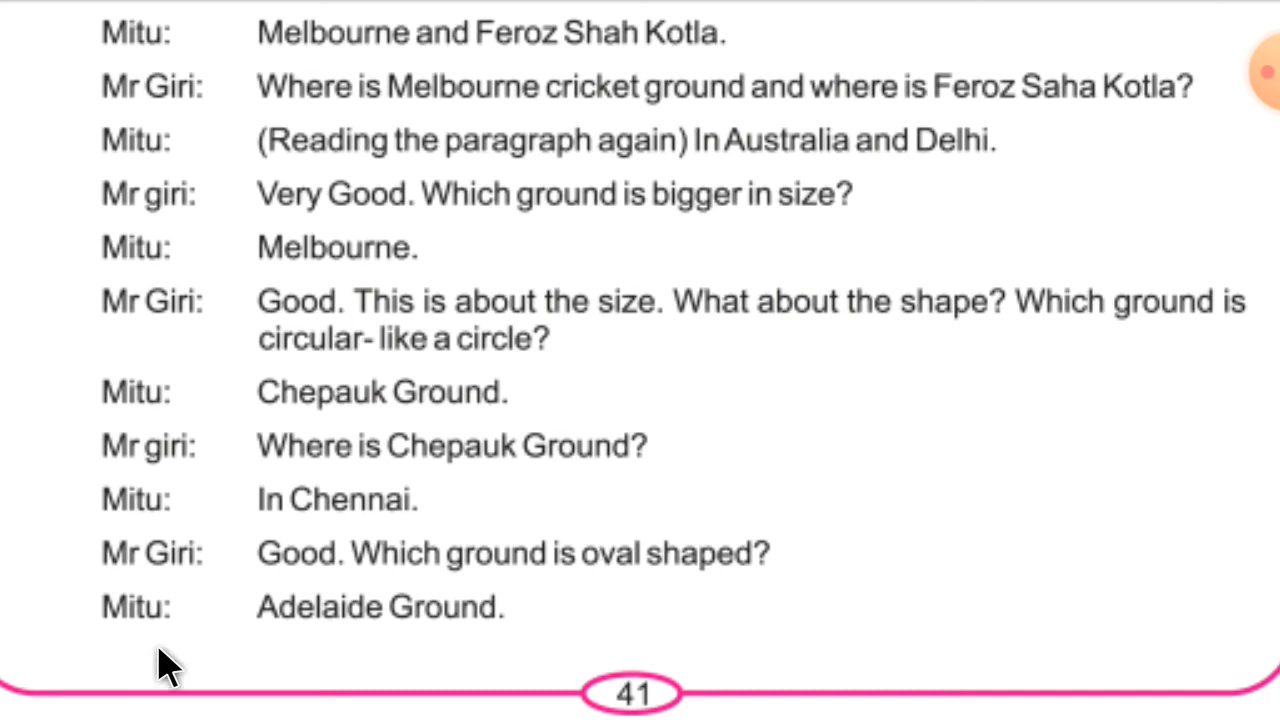 Mitu: Melbourne and Feroz Shah Kotla.
Mr Giri: Where is Melbourne cricket ground and where is Feroz Saha Kotla?
Mitu: (Reading the paragraph again) In Australia and Delhi.
Mr giri: Very Good. Which ground is bigger in size?
Mitu: Melbourne.
Mr Giri: Good. This is about the size. What about the shape? Which ground is
circular- like a circle?
Mitu: Chepauk Ground.
Mr giri: Where is Chepauk Ground?
Mitu: In Chennai.
Mr Giri: Good. Which ground is oval shaped?
Mitu: Adelaide Ground.
41